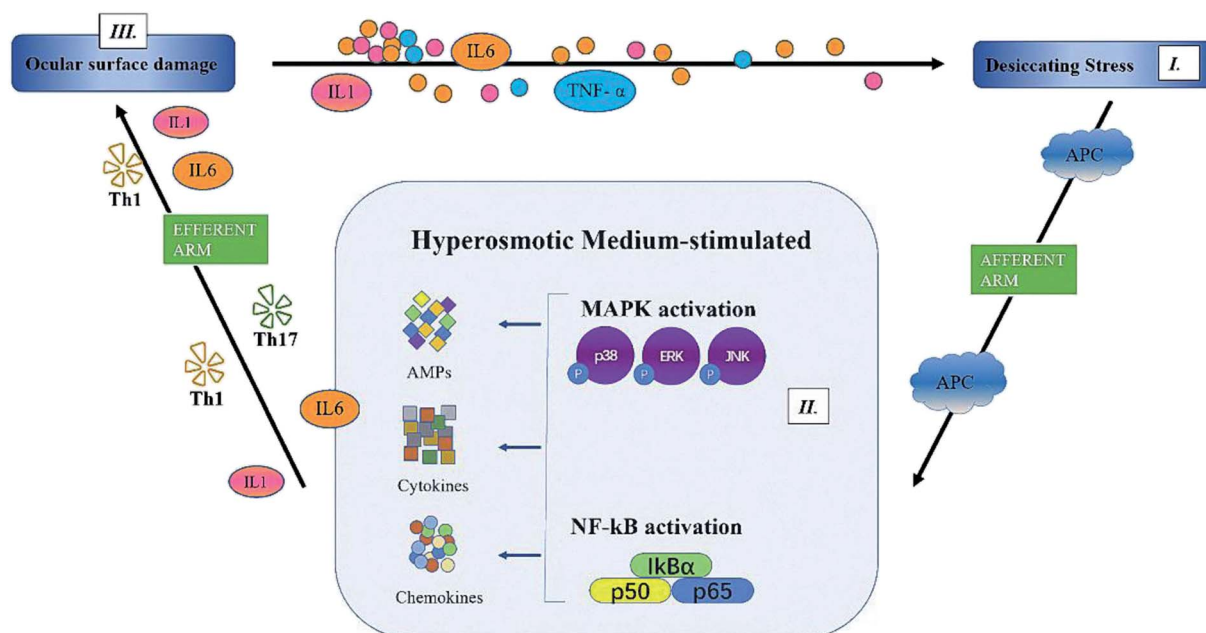 III.
Ocular surface damage
IL6
IL1
TNF- α
Desiccating Stress
I.
IL1
IL6
Th1
EFFERENT
ARM
Th17
Th1
IL6
IL1
APC
AFFERENT
ARM
APC
Hyperosmotic Medium-stimulated
MAPK activation
p38
ERK
JNK
P
P
P
AMPs
II.
Cytokines
NF-kB activation
IkBα
p50
p65
Chemokines